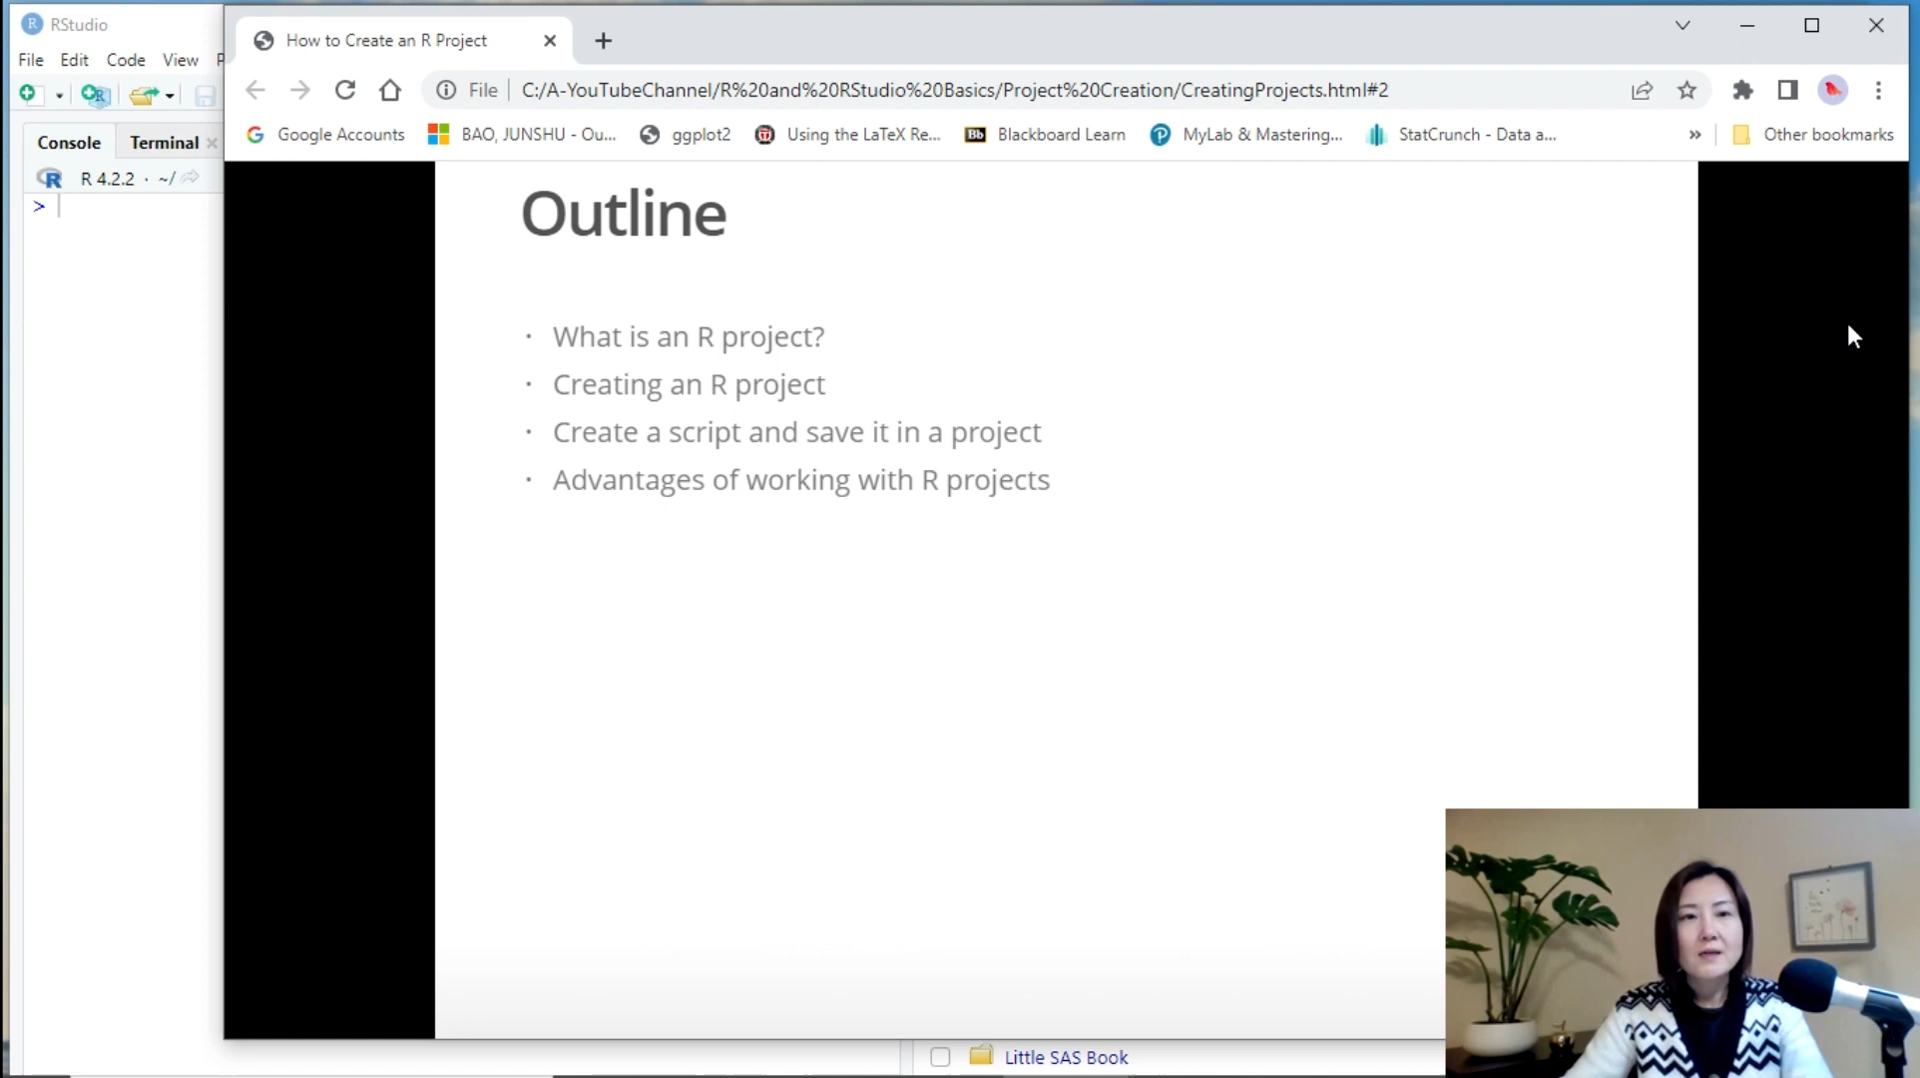 RStudio
File Edit Code View P
Console Terminal
R 4.2.2 · ~/
>
How to Create an R Project
File C:/A-YouTubeChannel/R%20and%20RStudio%20Basics/Project%20Creation/CreatingProjects.html#2
Google Accounts BAO, JUNSHU - Ou... ggplot2 Using the LaTeX Re... Bb Blackboard Learn MyLab & Mastering... StatCrunch - Data a... » Other bookmarks
Outline
· What is an R project?
· Creating an R project
· Create a script and save it in a project
· Advantages of working with R projects
Little SAS Book